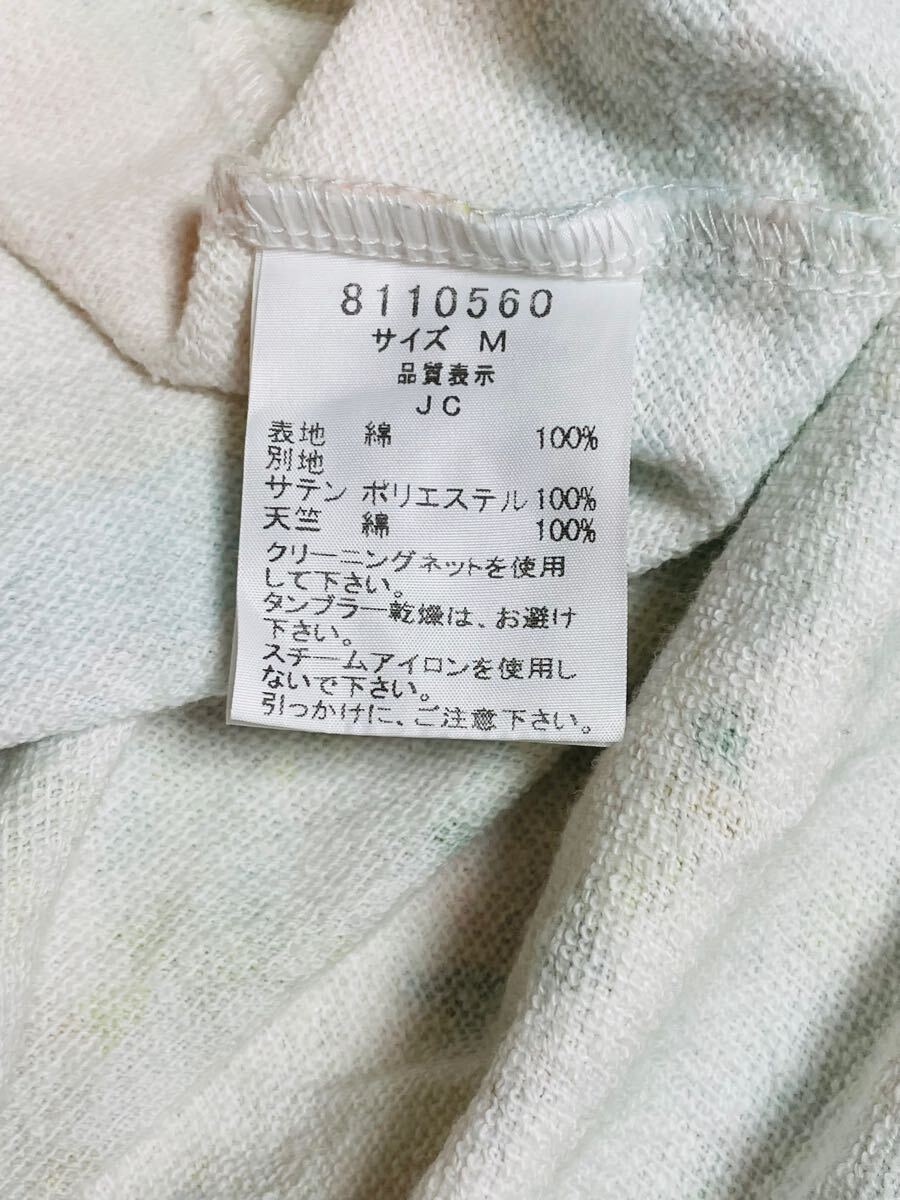 8110560
サイズ M
品質表示
JC
表地 綿 100%
別地
サテン ポリエステル 100%
天竺 綿 100%
クリーニングネットを使用
して下さい。
タンブラー乾燥は、お避け
下さい。
スチームアイロンを使用し
ないで下さい。
引っかけに、ご注意下さい。